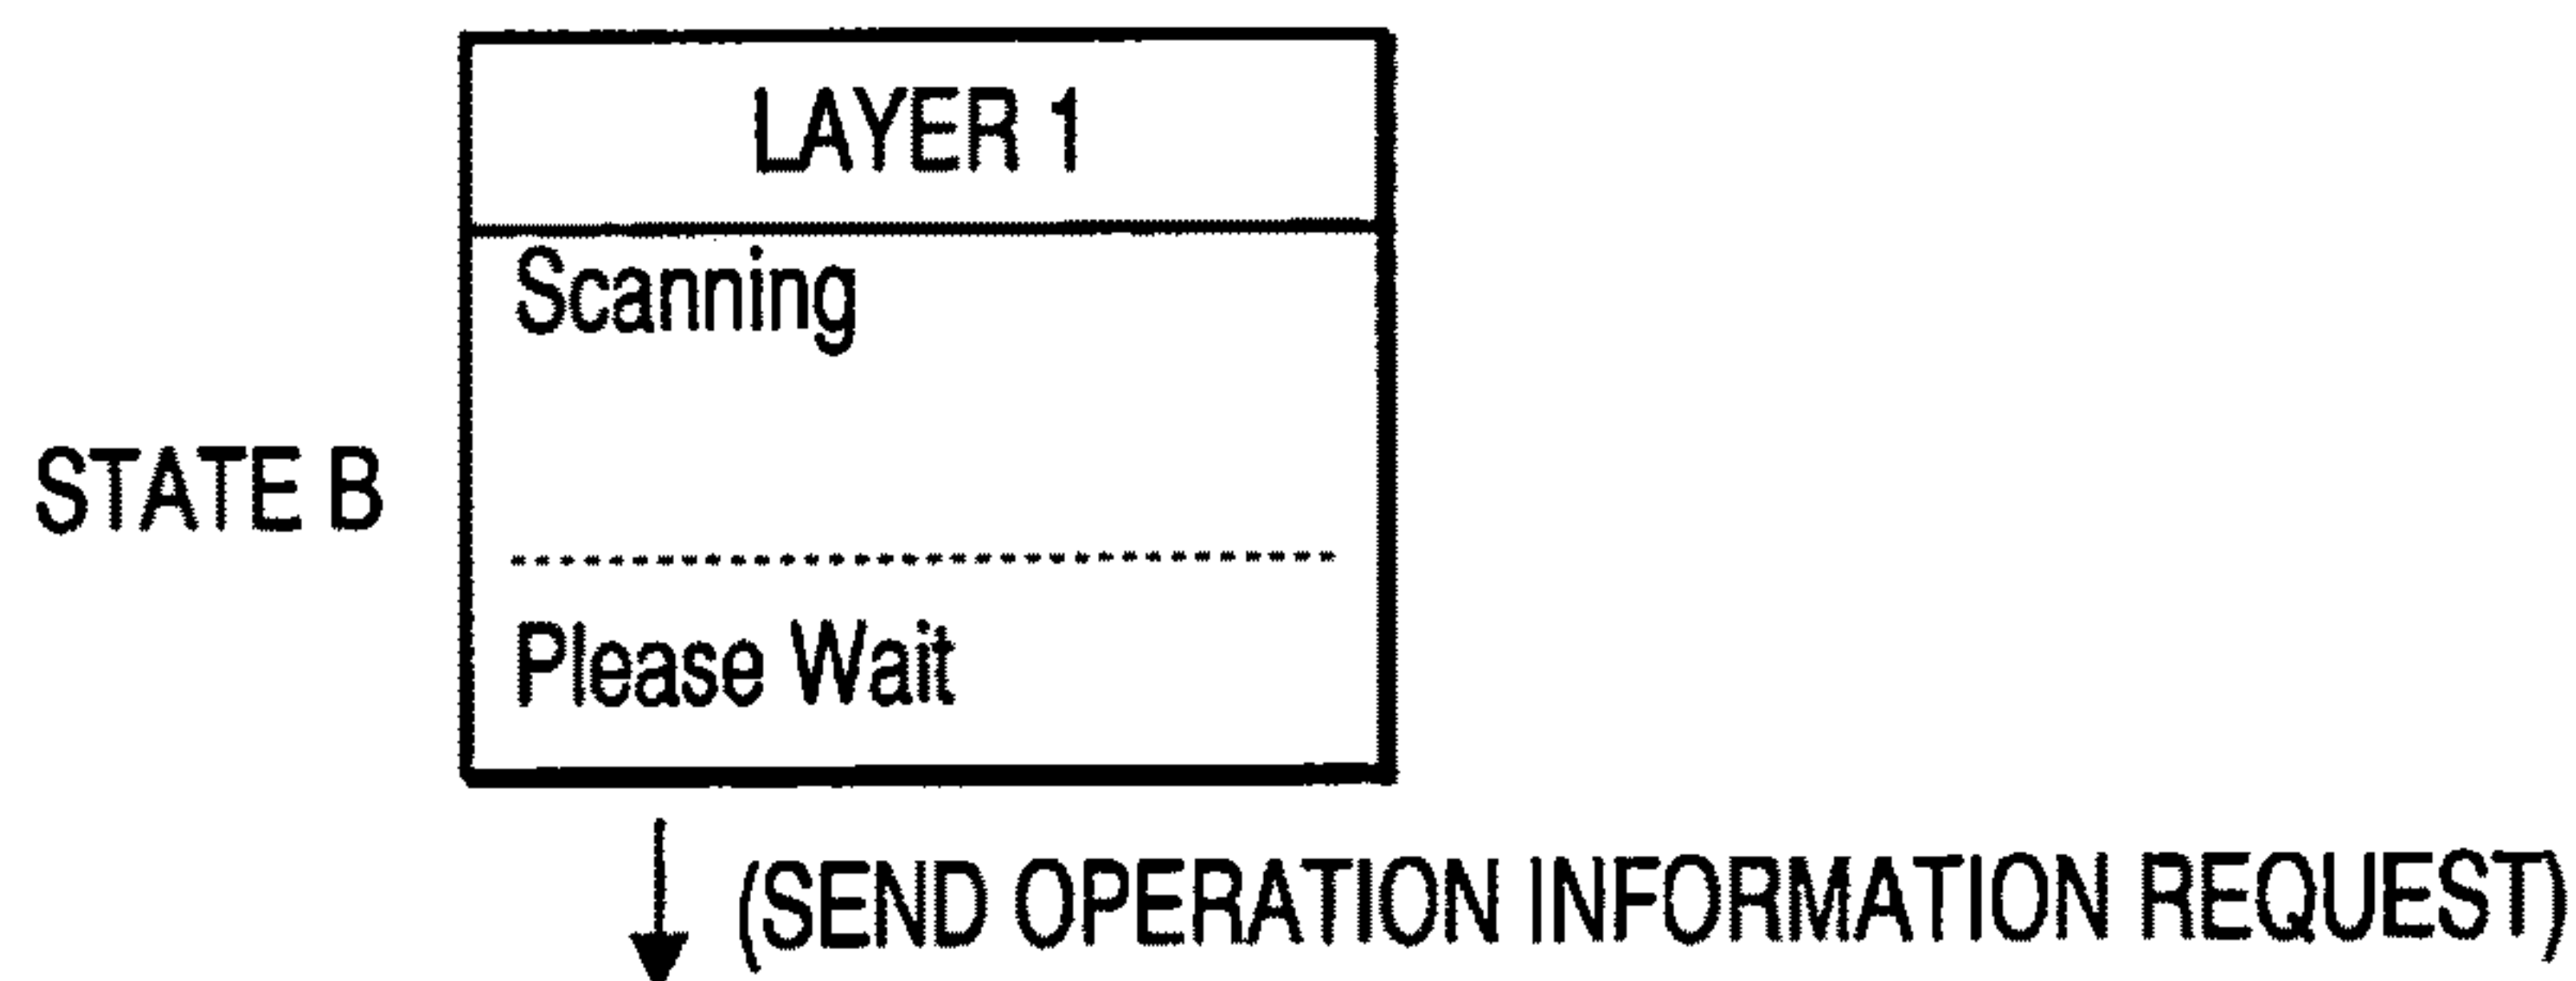 LAYER 1
Scanning
STATE B
Please Wait
(SEND OPERATION INFORMATION REQUEST)